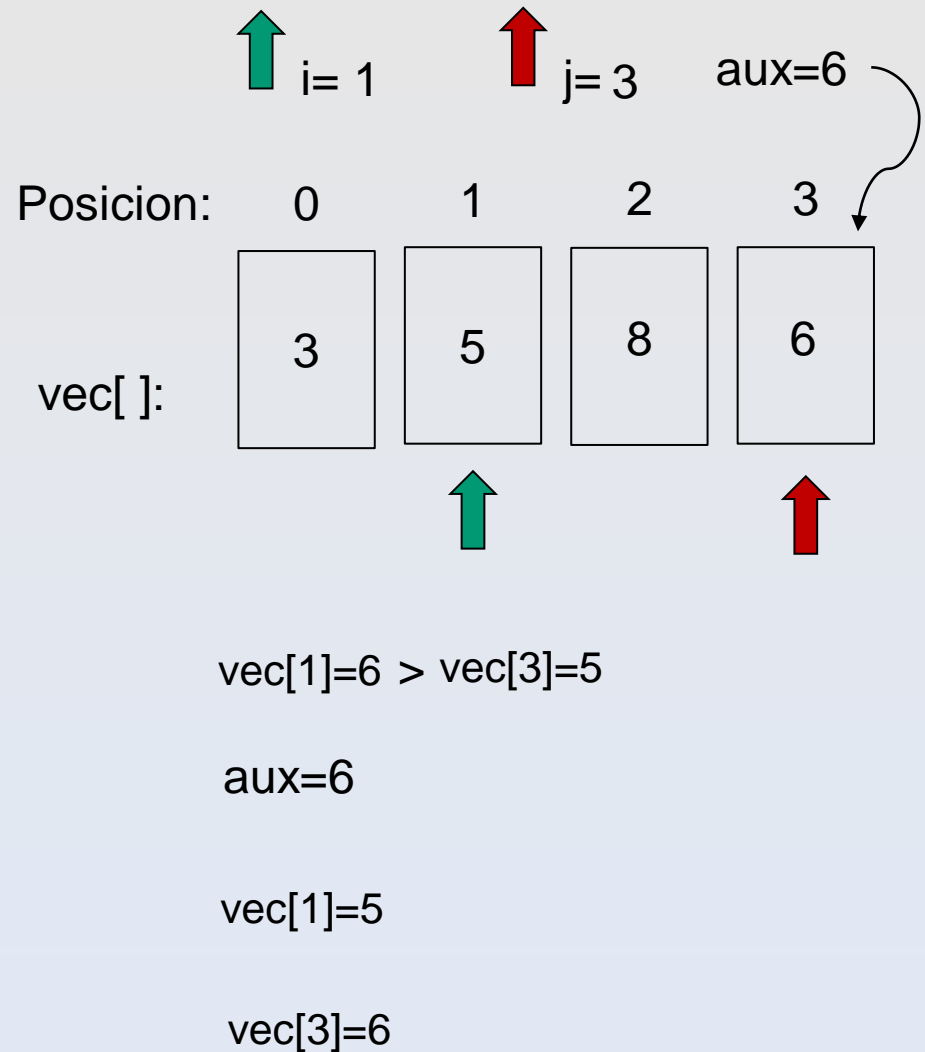 i= 1 j= 3 aux=6
Posicion: 0 1 2 3
vec[ ]: 3 5 8 6
vec[1]=6 > vec[3]=5
aux=6
vec[1]=5
vec[3]=6